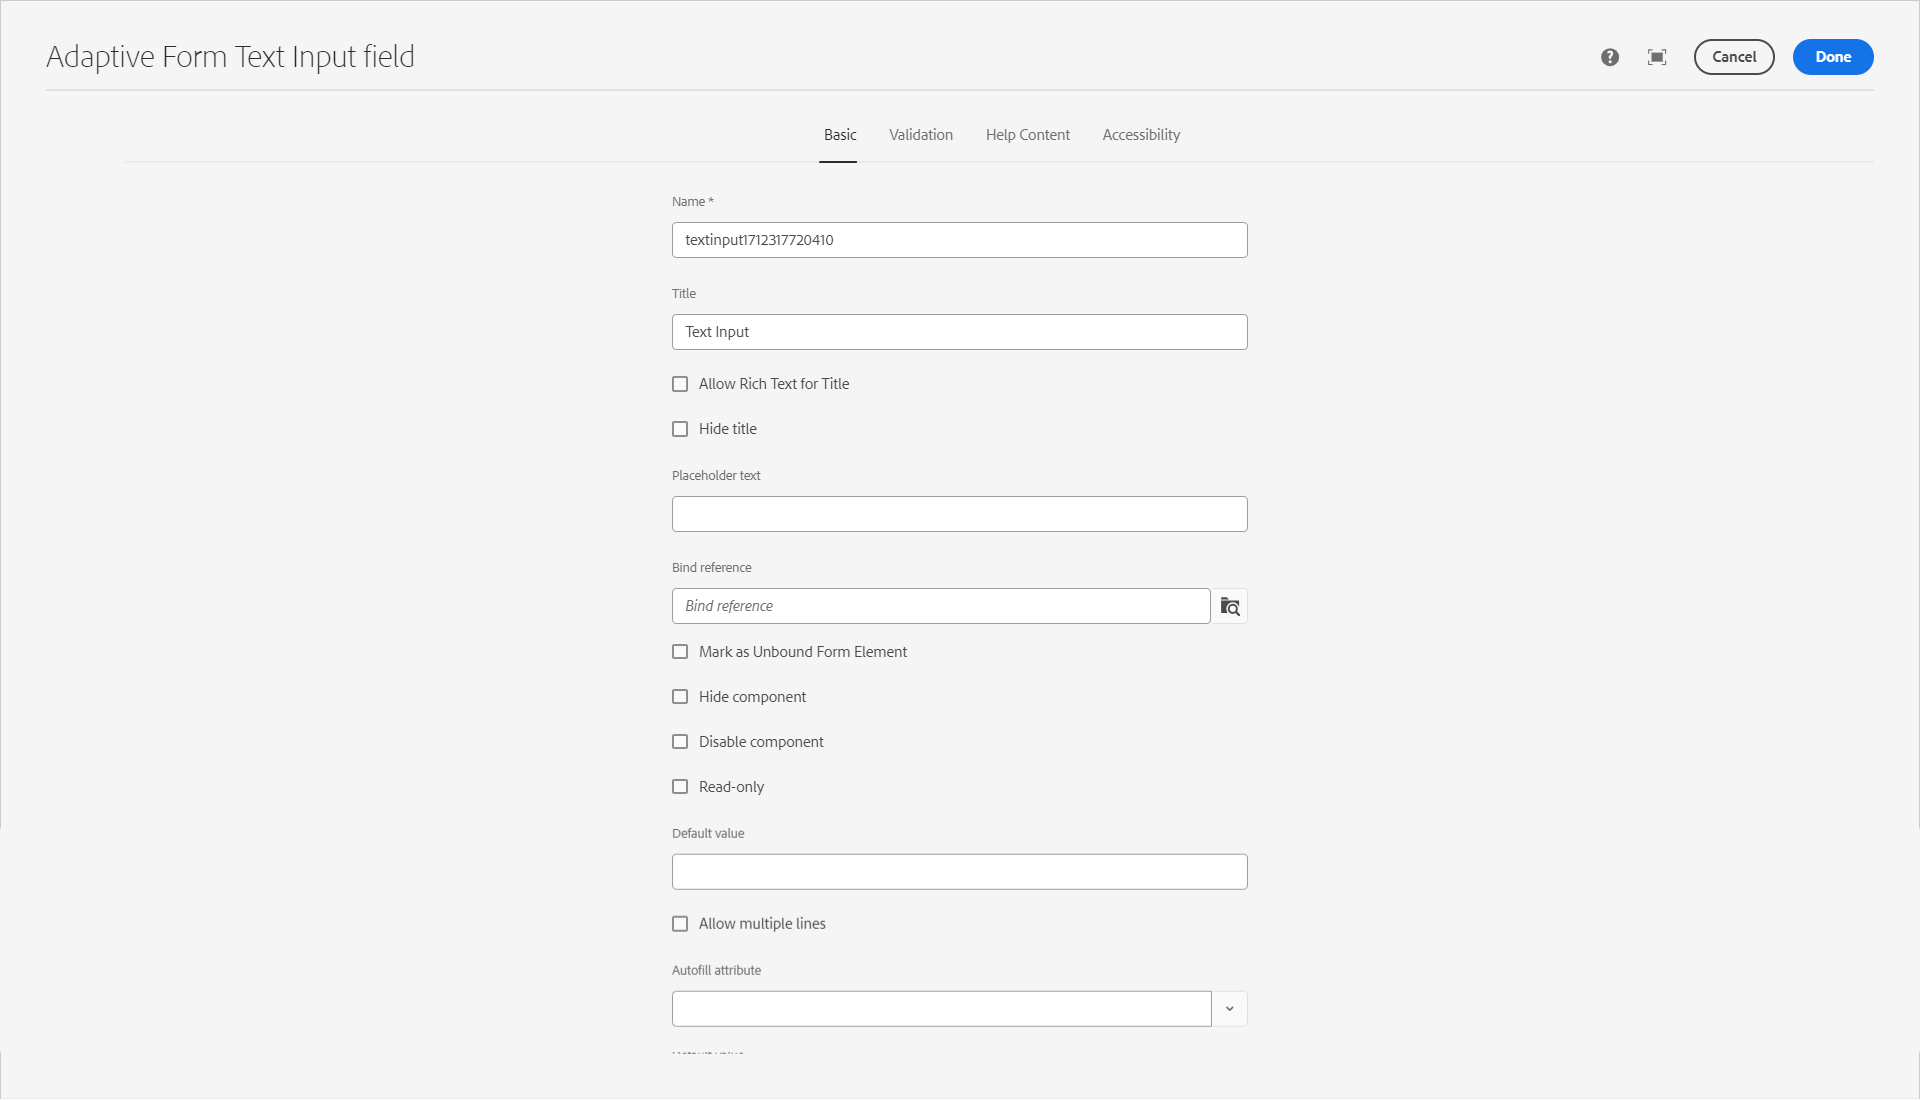 Adaptive Form Text Input field
Cancel
Done
Basic
Validation
Help Content
Accessibility
Name *
textinput1712317720410
Title
Text Input
Allow Rich Text for Title
Hide title
Placeholder text
Bind reference
Bind reference
Mark as Unbound Form Element
Hide component
Disable component
Read-only
Default value
Allow multiple lines
Autofill attribute